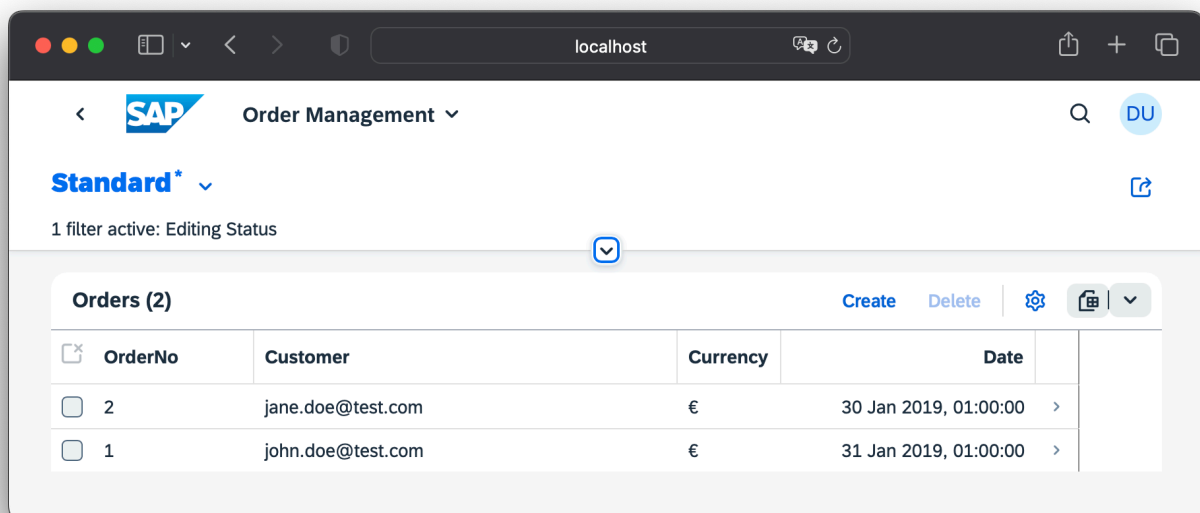 localhost
SAP Order Management DU
Standard*
1 filter active: Editing Status
Orders (2) Create Delete
OrderNo Customer Currency Date
2 jane.doe@test.com € 30 Jan 2019, 01:00:00
1 john.doe@test.com € 31 Jan 2019, 01:00:00